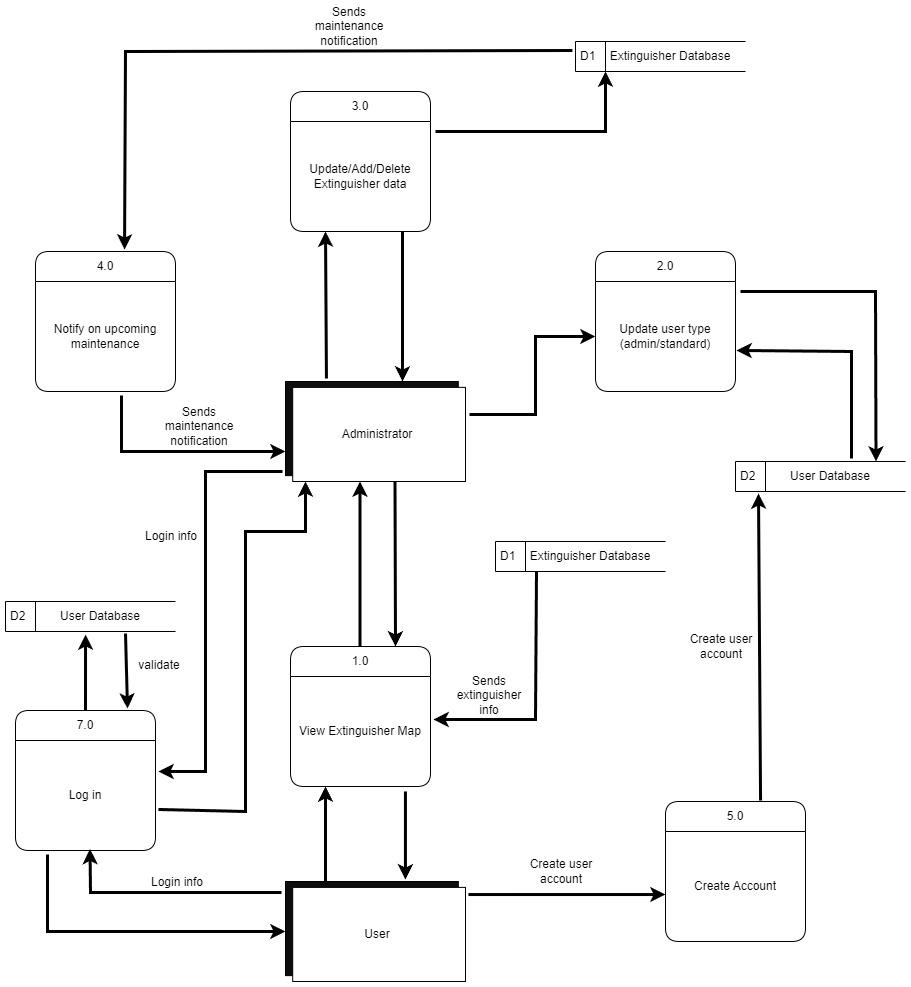 Sends
maintenance
notification
D1 Extinguisher Database
3.0
Update/Add/Delete
Extinguisher data
4.0
Notify on upcoming
maintenance
2.0
Update user type
(admin/standard)
Sends
maintenance
notification
Administrator
D2 User Database
Login info
D1 Extinguisher Database
D2 User Database
validate
Create user
account
1.0
View Extinguisher Map
Sends
extinguisher
info
7.0
Log in
5.0
Create Account
Login info
Create user
account
User